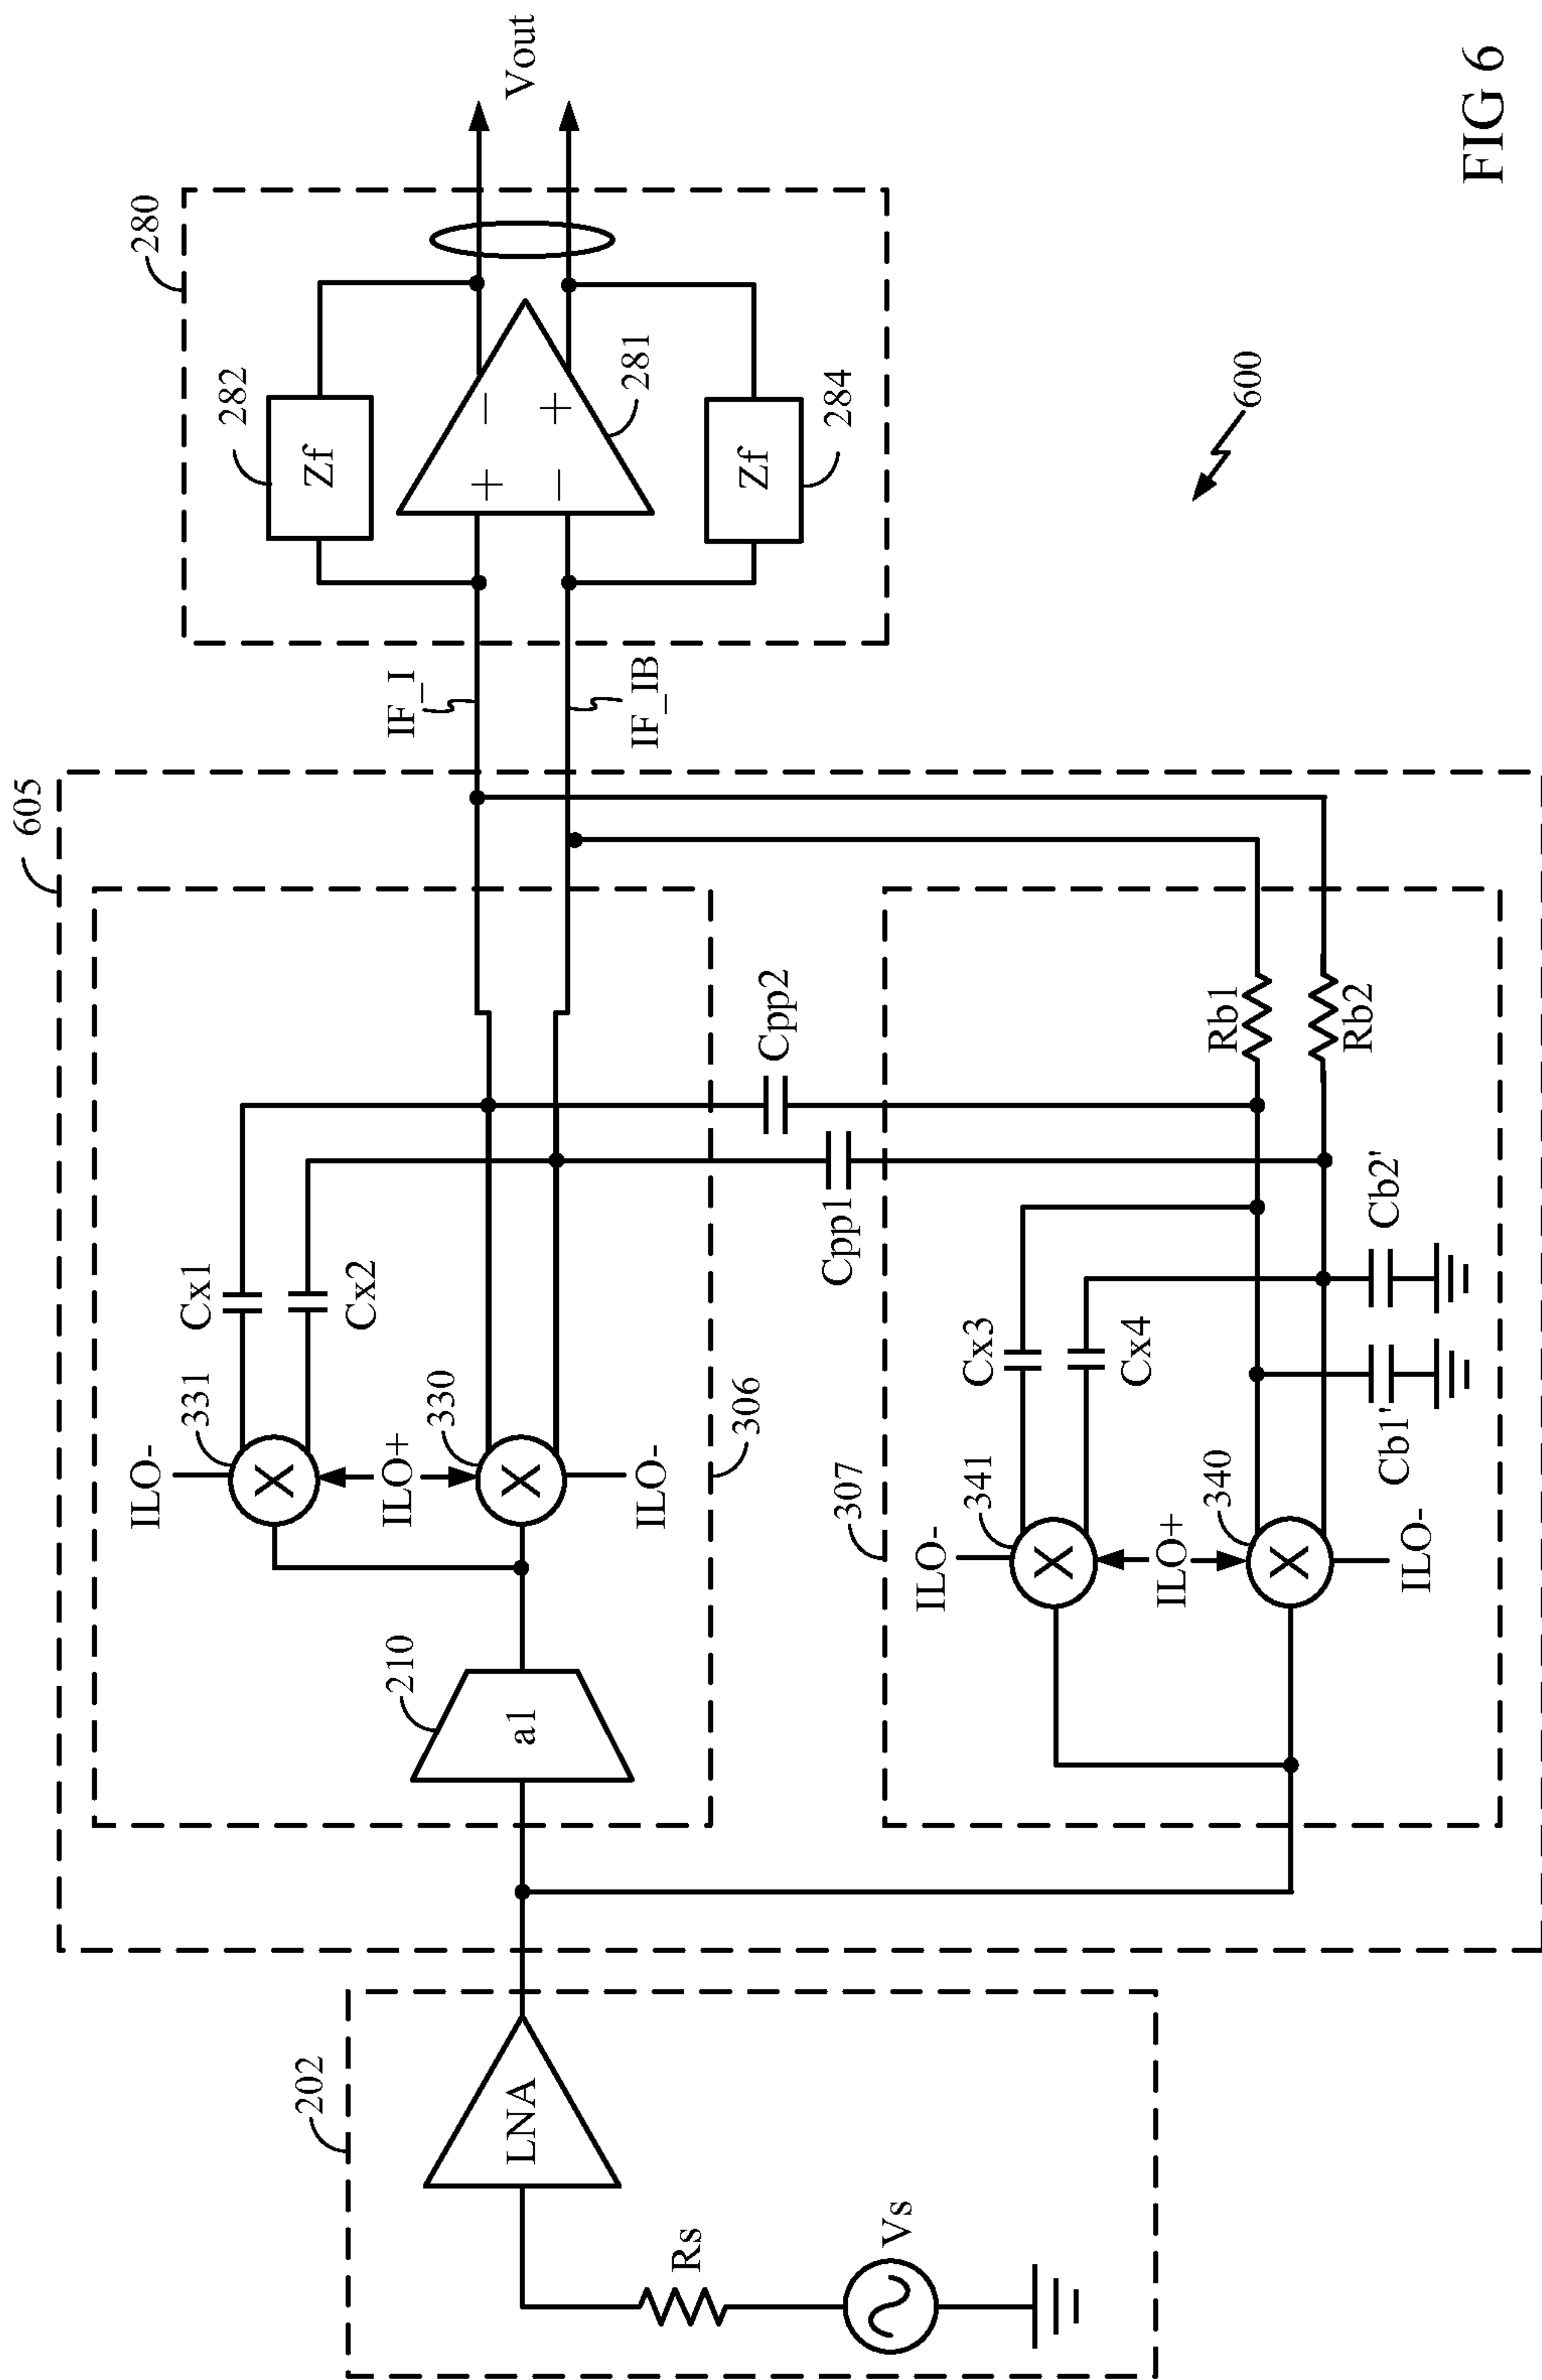 605
280
282
Zf
IF_I
Vout
+
−
−
+
281
IF_IB
Zf
284
202
LNA
Rs
Vs
210
a1
ILO-
331
Cx1
Cx2
ILO+
330
ILO-
306
Cpp2
Cpp1
307
ILO-
341
Cx3
Cx4
ILO+
340
ILO-
Cb1'
Cb2'
Rb1
Rb2
600
FIG 6